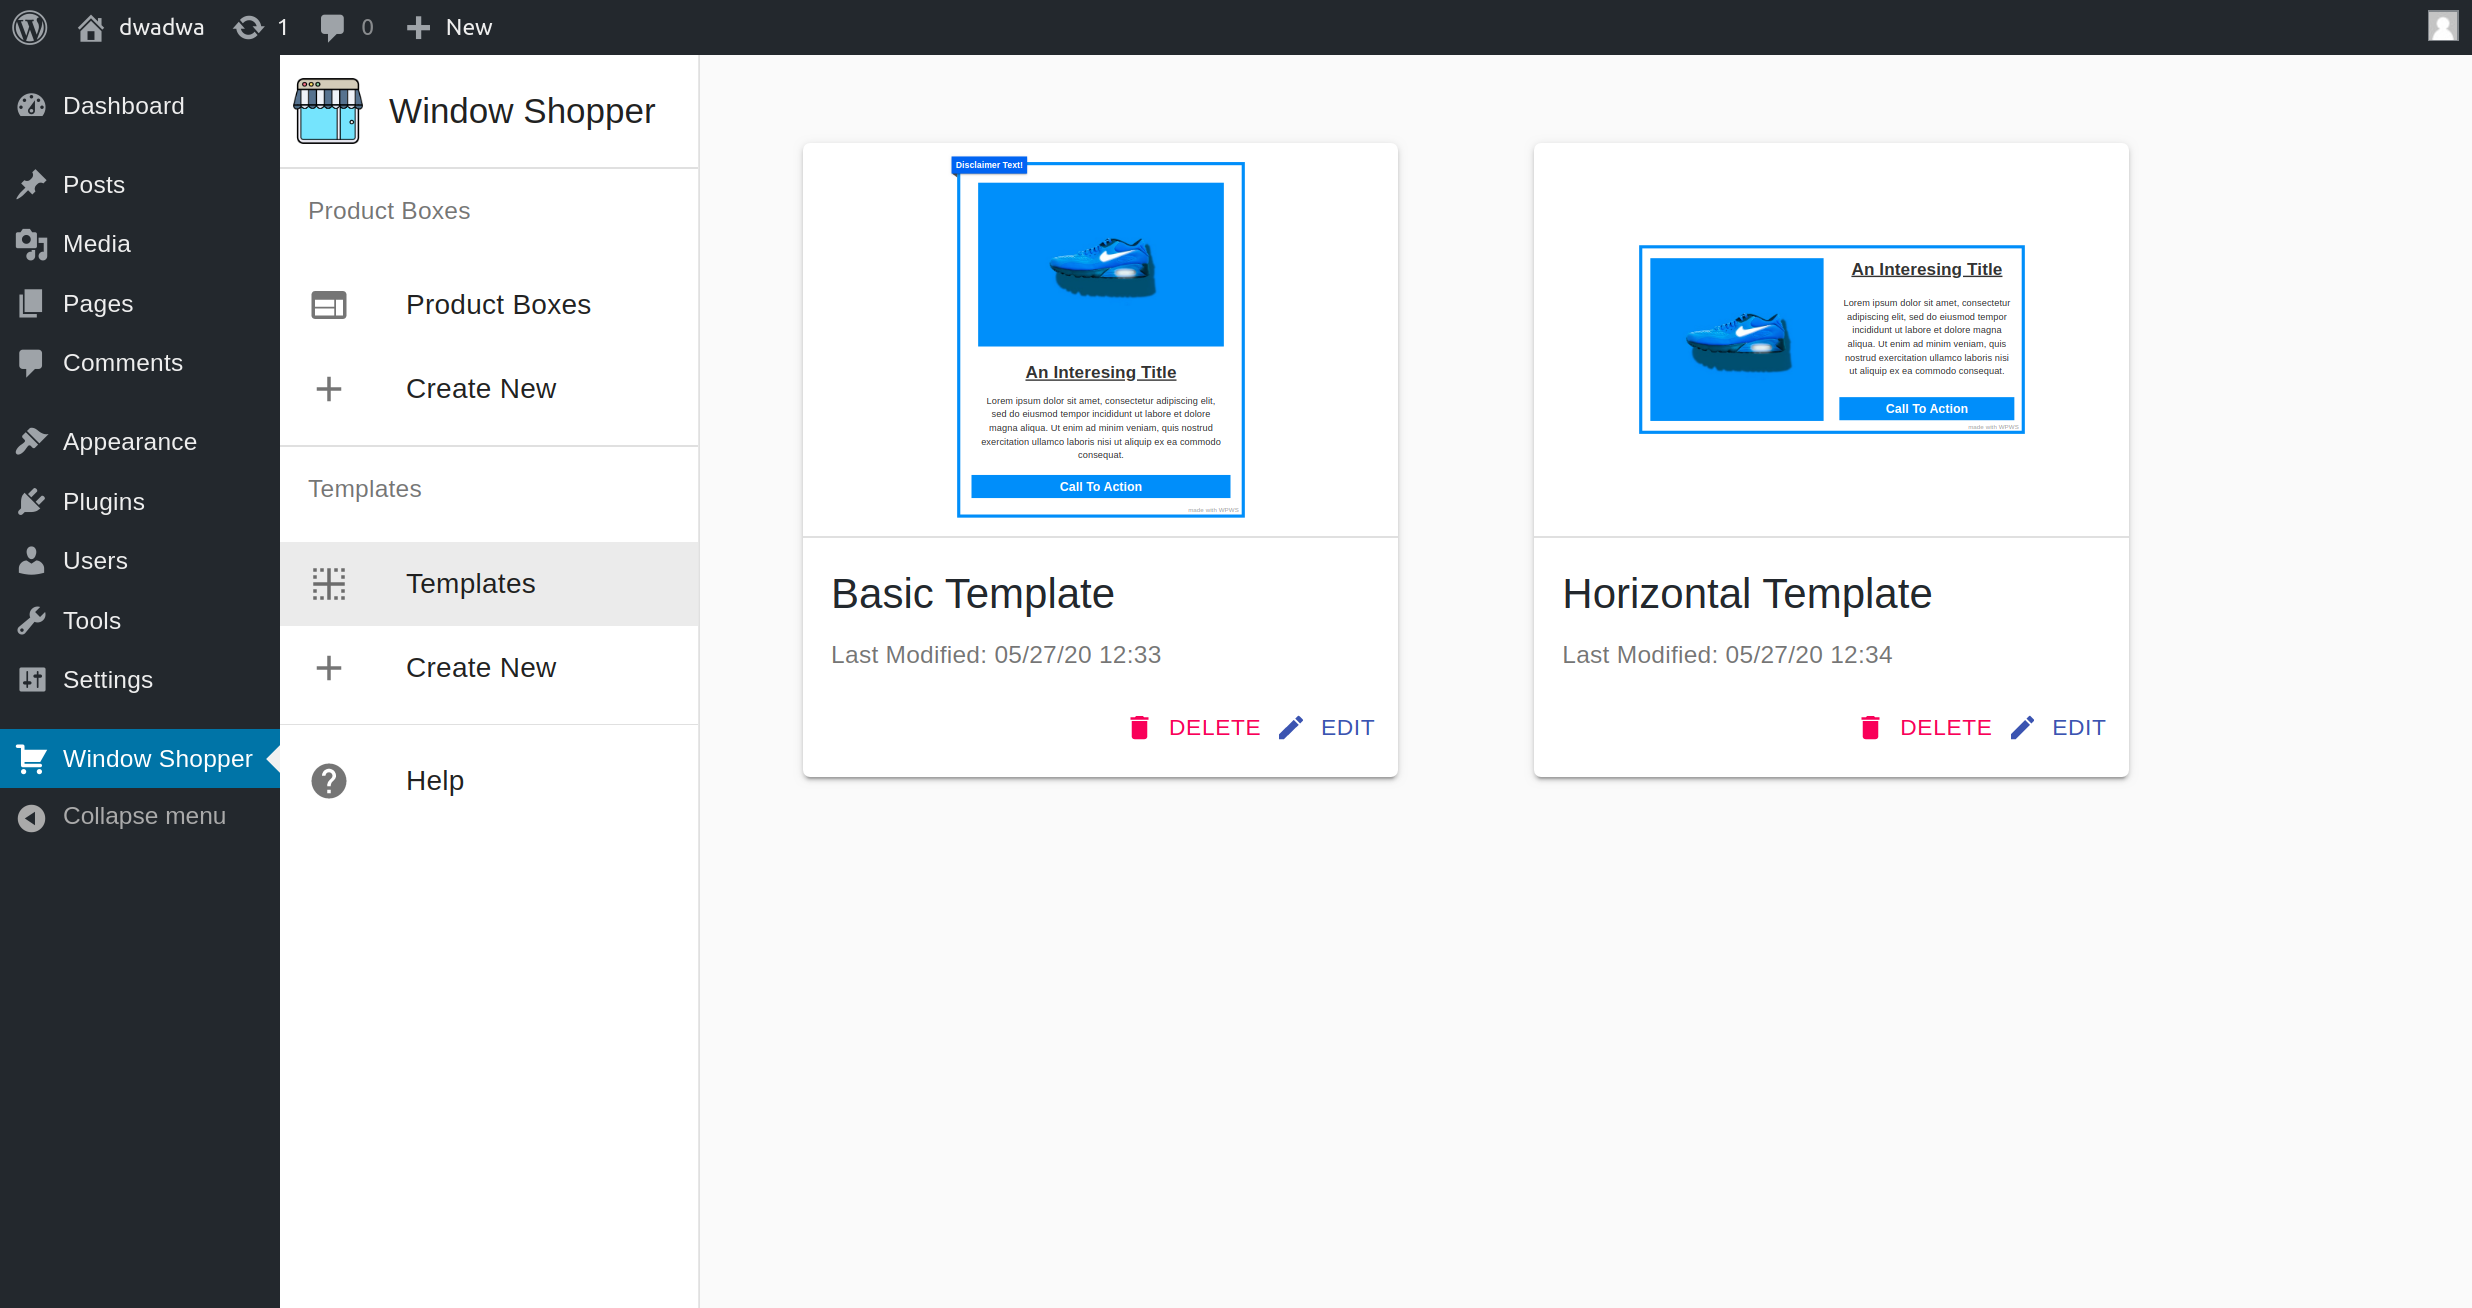 dwadwa 1 0 New
Dashboard
Posts
Media
Pages
Comments
Appearance
Plugins
Users
Tools
Settings
Window Shopper
Collapse menu
Window Shopper
Product Boxes
Product Boxes
Create New
Templates
Templates
Create New
Help
Disclaimer Text!
An Interesing Title
Lorem ipsum dolor sit amet, consectetur adipiscing elit,
sed do eiusmod tempor incididunt ut labore et dolore
magna aliqua. Ut enim ad minim veniam, quis nostrud
exercitation ullamco laboris nisi ut aliquip ex ea commodo
consequat.
Call To Action
made with WPWS
Basic Template
Last Modified: 05/27/20 12:33
DELETE EDIT
An Interesing Title
Lorem ipsum dolor sit amet, consectetur
adipiscing elit, sed do eiusmod tempor
incididunt ut labore et dolore magna
aliqua. Ut enim ad minim veniam, quis
nostrud exercitation ullamco laboris nisi
ut aliquip ex ea commodo consequat.
Call To Action
made with WPWS
Horizontal Template
Last Modified: 05/27/20 12:34
DELETE EDIT